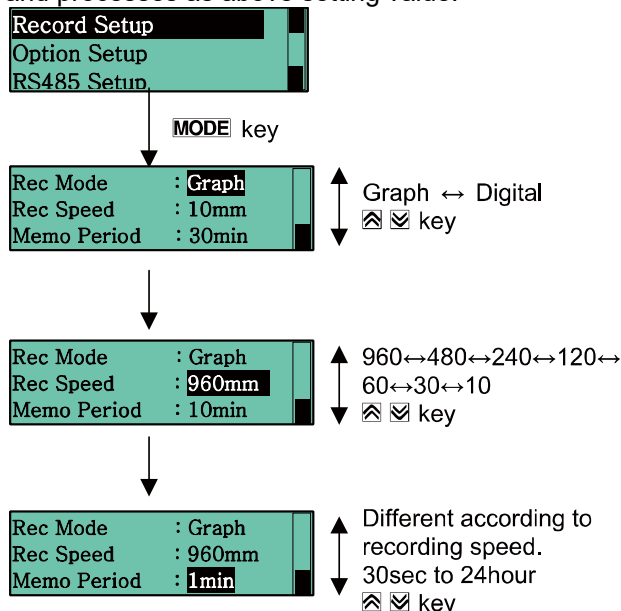 Record Setup
Option Setup
RS485 Setup
MODE key
Rec Mode : Graph
Rec Speed : 10mm
Memo Period : 30min
Graph ↔ Digital
key
Rec Mode : Graph
Rec Speed : 960mm
Memo Period : 10min
960↔480↔240↔120↔
60↔30↔10
key
Rec Mode : Graph
Rec Speed : 960mm
Memo Period : 1min
Different according to
recording speed.
30sec to 24hour
key